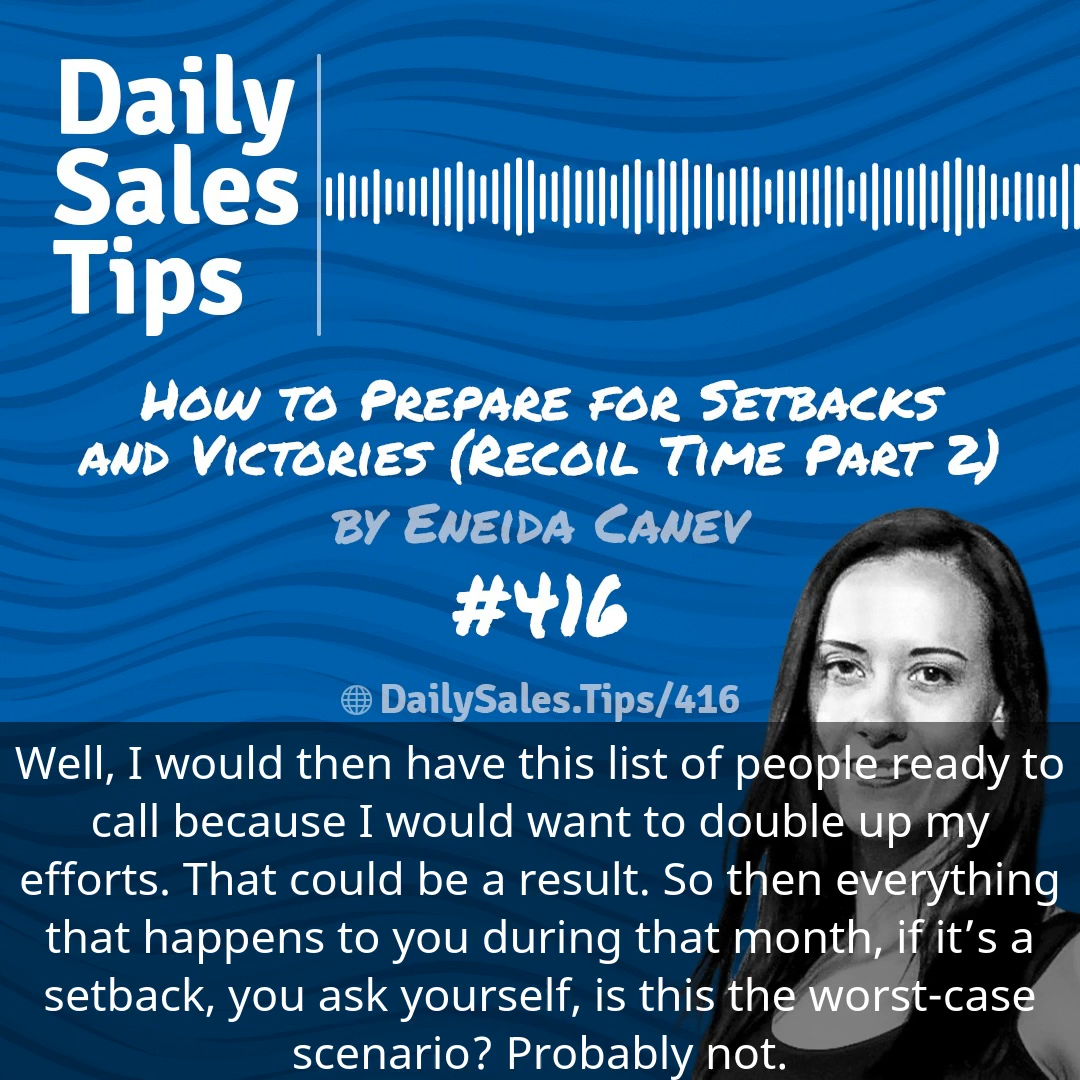 Daily
Sales
Tips
How to Prepare for Setbacks
and Victories (Recoil Time Part 2)
by Eneida Canev
#416
DailySales.Tips/416
Well, I would then have this list of people ready to
call because I would want to double up my
efforts. That could be a result. So then everything
that happens to you during that month, if it’s a
setback, you ask yourself, is this the worst-case
scenario? Probably not.